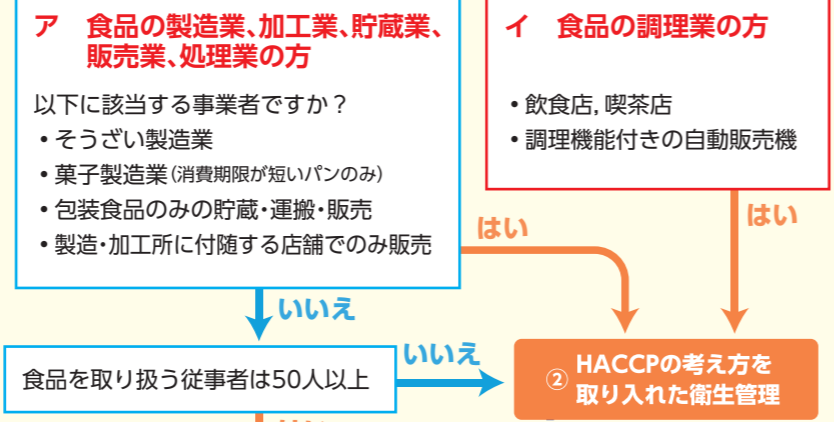 ア 食品の製造業、加工業、貯蔵業、
販売業、処理業の方
以下に該当する事業者ですか？
•そうざい製造業
•菓子製造業(消費期限が短いパンのみ)
•包装食品のみの貯蔵・運搬・販売
•製造・加工所に付随する店舗でのみ販売
イ 食品の調理業の方
•飲食店,喫茶店
•調理機能付きの自動販売機
はい
はい
いいえ
食品を取り扱う従事者は50人以上
いいえ
② HACCPの考え方を
取り入れた衛生管理